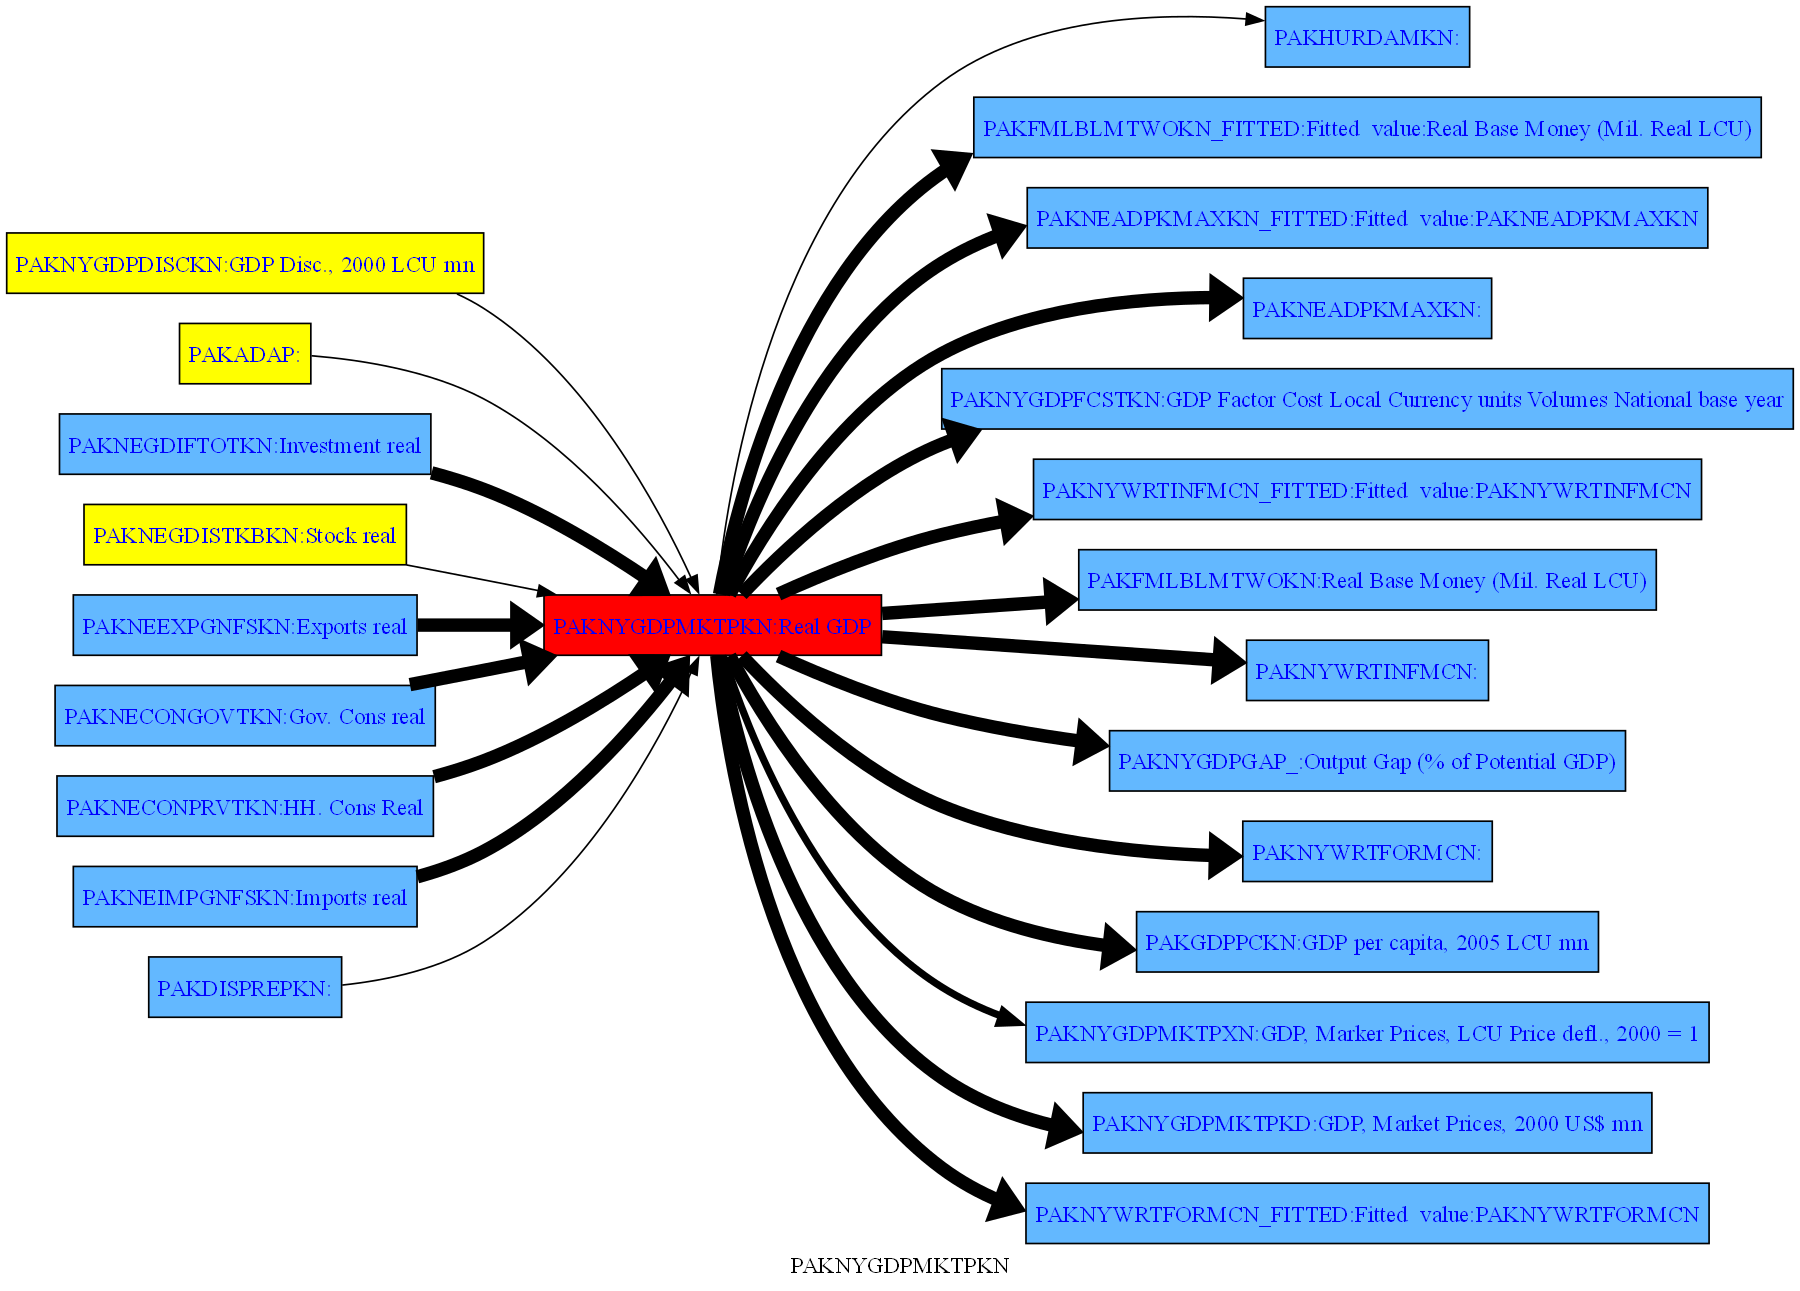 PAKHURDAMKN:
PAKFMLBLMTWOKN_FITTED:Fitted value:Real Base Money (Mil. Real LCU)
PAKNEADPKMAXKN_FITTED:Fitted value:PAKNEADPKMAXKN
PAKNYGDPDISCKN:GDP Disc., 2000 LCU mn
PAKNEADPKMAXKN:
PAKADAP:
PAKNYGDPFCSTKN:GDP Factor Cost Local Currency units Volumes National base year
PAKNEGDIFTOTKN:Investment real
PAKNYWRTINFMCN_FITTED:Fitted value:PAKNYWRTINFMCN
PAKNEGDISTKBKN:Stock real
PAKFMLBLMTWOKN:Real Base Money (Mil. Real LCU)
PAKNEEXPGNFSKN:Exports real
PAKNYGDPMKTPKN:Real GDP
PAKNYWRTINFMCN:
PAKNECONGOVTKN:Gov. Cons real
PAKNYGDPGAP_:Output Gap (% of Potential GDP)
PAKNECONPRVTKN:HH. Cons Real
PAKNYWRTFORMCN:
PAKNEIMPGNFSKN:Imports real
PAKGDPPCKN:GDP per capita, 2005 LCU mn
PAKDISPREPKN:
PAKNYGDPMKTPXN:GDP, Marker Prices, LCU Price defl., 2000 = 1
PAKNYGDPMKTPKD:GDP, Market Prices, 2000 US$ mn
PAKNYWRTFORMCN_FITTED:Fitted value:PAKNYWRTFORMCN
PAKNYGDPMKTPKN